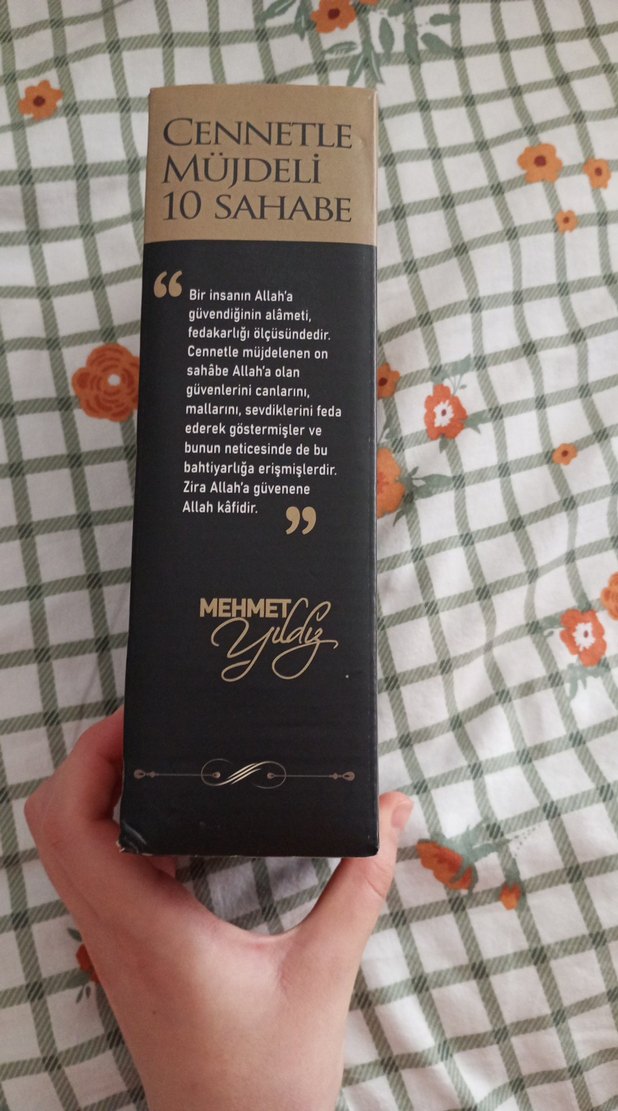 CENNETLE
MÜJDELİ
10 SAHABE
“ Bir insanın Allah'a
güvendiğinin alâmeti,
fedakarlığı ölçüsündedir.
Cennetle müjdelenen on
sahâbe Allah'a olan
güvenlerini canlarını,
mallarını, sevdiklerini feda
ederek göstermişler ve
bunun neticesinde de bu
bahtiyarlığa erişmişlerdir.
Zira Allah'a güvenene
Allah kâfidir. ”
MEHMET
Yıldız